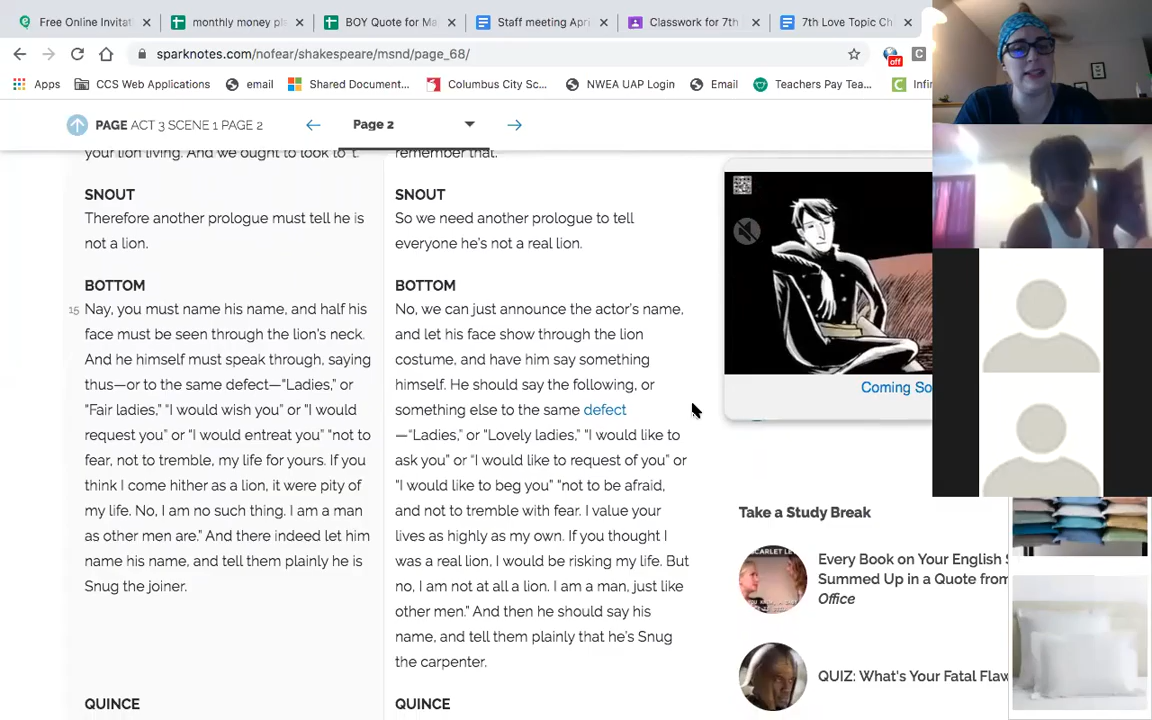 Free Online Invitat
monthly money pl
BOY Quote for Ma
Staff meeting Apri
Classwork for 7th
7th Love Topic Ch
sparknotes.com/nofear/shakespeare/msnd/page_68/
off
Apps
CCS Web Applications
email
Shared Document...
Columbus City Sc...
NWEA UAP Login
Email
Teachers Pay Tea...
Infin
PAGE ACT 3 SCENE 1 PAGE 2
Page 2
your lion living. And we ought to look to 't.
SNOUT
Therefore another prologue must tell he is
not a lion.
BOTTOM
15 Nay, you must name his name, and half his
face must be seen through the lion's neck.
And he himself must speak through, saying
thus—or to the same defect—"Ladies," or
"Fair ladies," "I would wish you" or "I would
request you" or "I would entreat you" "not to
fear, not to tremble, my life for yours. If you
think I come hither as a lion, it were pity of
my life. No, I am no such thing. I am a man
as other men are." And there indeed let him
name his name, and tell them plainly he is
Snug the joiner.
QUINCE
remember that.
SNOUT
So we need another prologue to tell
everyone he's not a real lion.
BOTTOM
No, we can just announce the actor's name,
and let his face show through the lion
costume, and have him say something
himself. He should say the following, or
something else to the same defect
—"Ladies," or "Lovely ladies," "I would like to
ask you" or "I would like to request of you" or
"I would like to beg you" "not to be afraid,
and not to tremble with fear. I value your
lives as highly as my own. If you thought I
was a real lion, I would be risking my life. But
no, I am not at all a lion. I am a man, just like
other men." And then he should say his
name, and tell them plainly that he's Snug
the carpenter.
QUINCE
Coming So
Take a Study Break
SCARLET LE
Every Book on Your English S
Summed Up in a Quote from
Office
QUIZ: What's Your Fatal Flaw